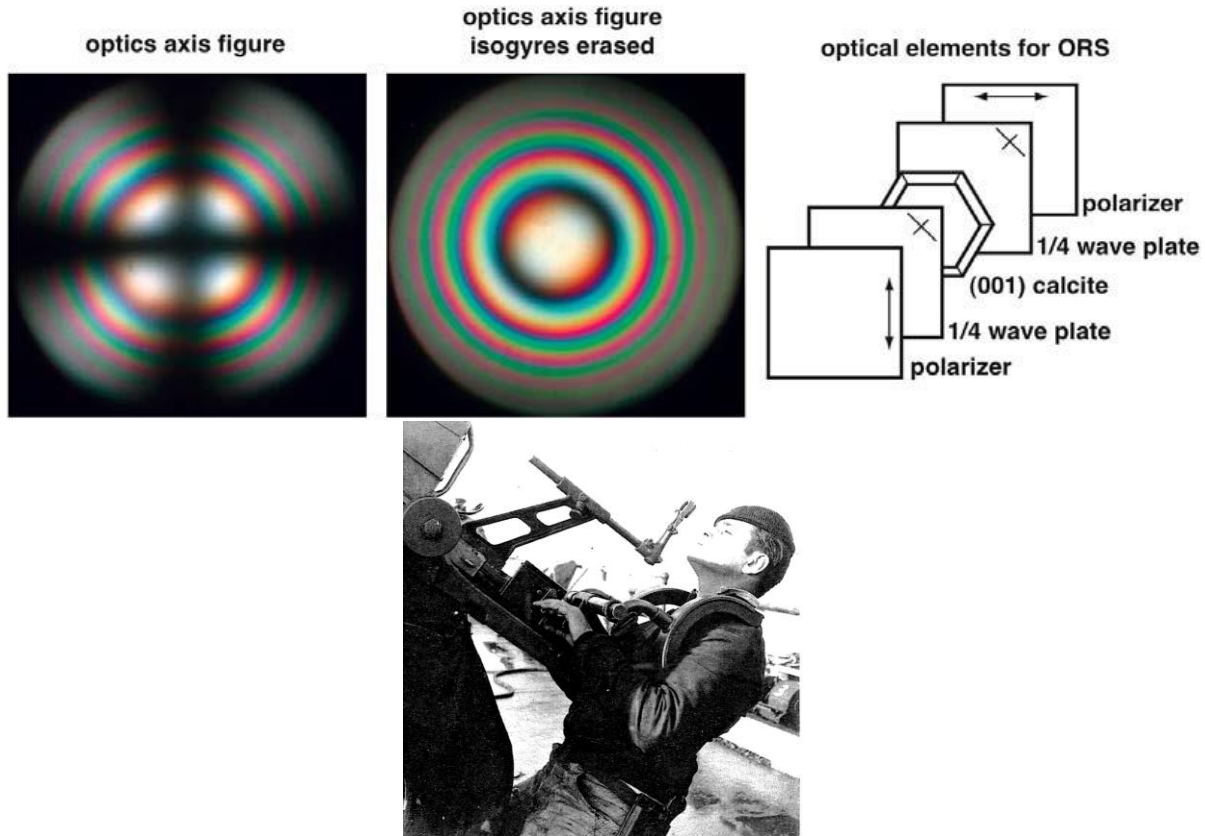 optics axis figure
optics axis figure
isogyres erased
optical elements for ORS
polarizer
1/4 wave plate
(001) calcite
1/4 wave plate
polarizer